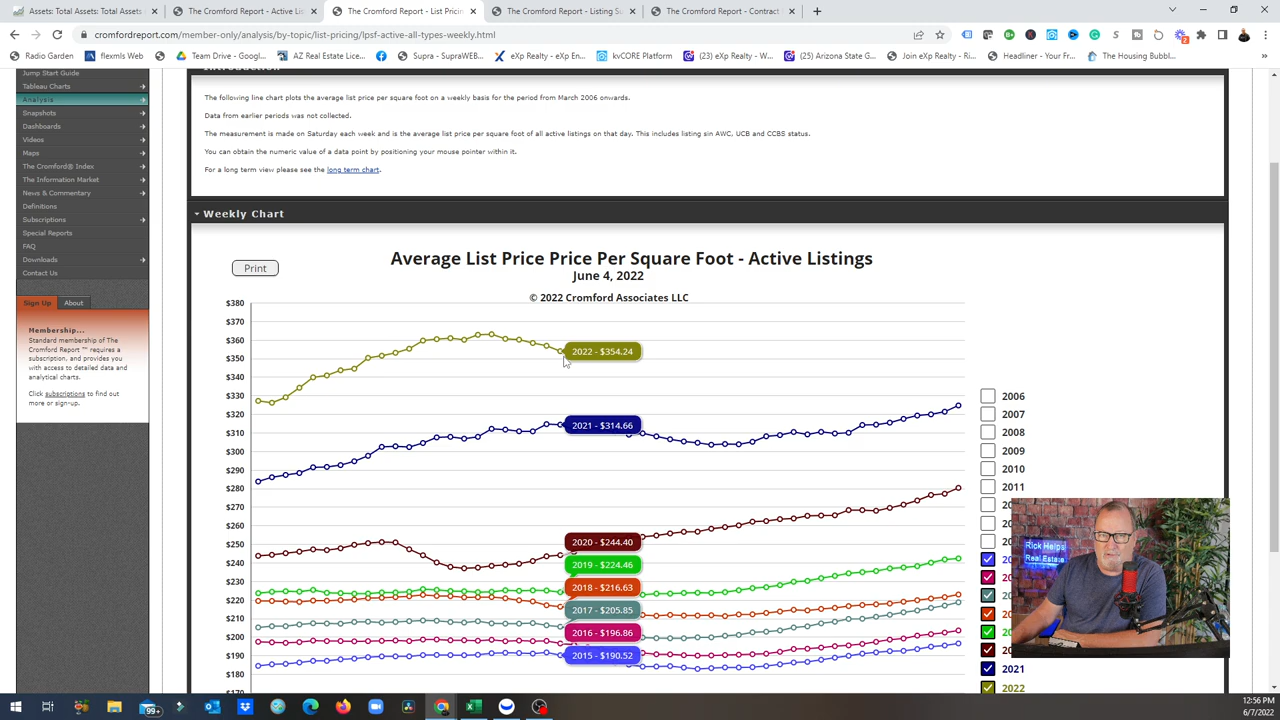 Assets - Total Assets (Less Elim
The Cromford Report - Active Lis
The Cromford Report - List Pricin
The Cromford Report - Listing Su
The Cromford Report - Contract
cromfordreport.com/member-only/analysis/by-topic/list-pricing/lpsf-active-all-types-weekly.html
Radio Garden
flexmls Web
Team Drive - Googl...
AZ Real Estate Lice...
Supra - SupraWEB...
eXp Realty - eXp En...
kvCORE Platform
(23) eXp Realty - W...
(25) Arizona State G...
Join eXp Realty - Ri...
Headliner - Your Fr...
The Housing Bubbl...
Jump Start Guide
Tableau Charts
Analysis
Snapshots
Dashboards
Videos
Maps
The Cromford® Index
The Information Market
News & Commentary
Definitions
Subscriptions
Special Reports
FAQ
Downloads
Contact Us
Sign Up
About
Membership...
Standard membership of The
Cromford Report ™ requires a
subscription, and provides you
with access to detailed data and
analytical charts.
Click subscriptions to find out
more or sign-up.
Introduction
The following line chart plots the average list price per square foot on a weekly basis for the period from March 2006 onwards.
Data from earlier periods was not collected.
The measurement is made on Saturday each week and is the average list price per square foot of all active listings on that day. This includes listing sin AWC, UCB and CCBS status.
You can obtain the numeric value of a data point by positioning your mouse pointer within it.
For a long term view please see the long term chart.
Weekly Chart
Print
Average List Price Price Per Square Foot - Active Listings
June 4, 2022
© 2022 Cromford Associates LLC
$380
$370
$360
$350
$340
$330
$320
$310
$300
$290
$280
$270
$260
$250
$240
$230
$220
$210
$200
$190
$180
$170
2022 - $354.24
2021 - $314.66
2020 - $244.40
2019 - $224.46
2018 - $216.63
2017 - $205.85
2016 - $196.86
2015 - $190.52
2006
2007
2008
2009
2010
2011
2021
2022
Rick Helps
Real Estate
99+
12:56 PM
6/7/2022